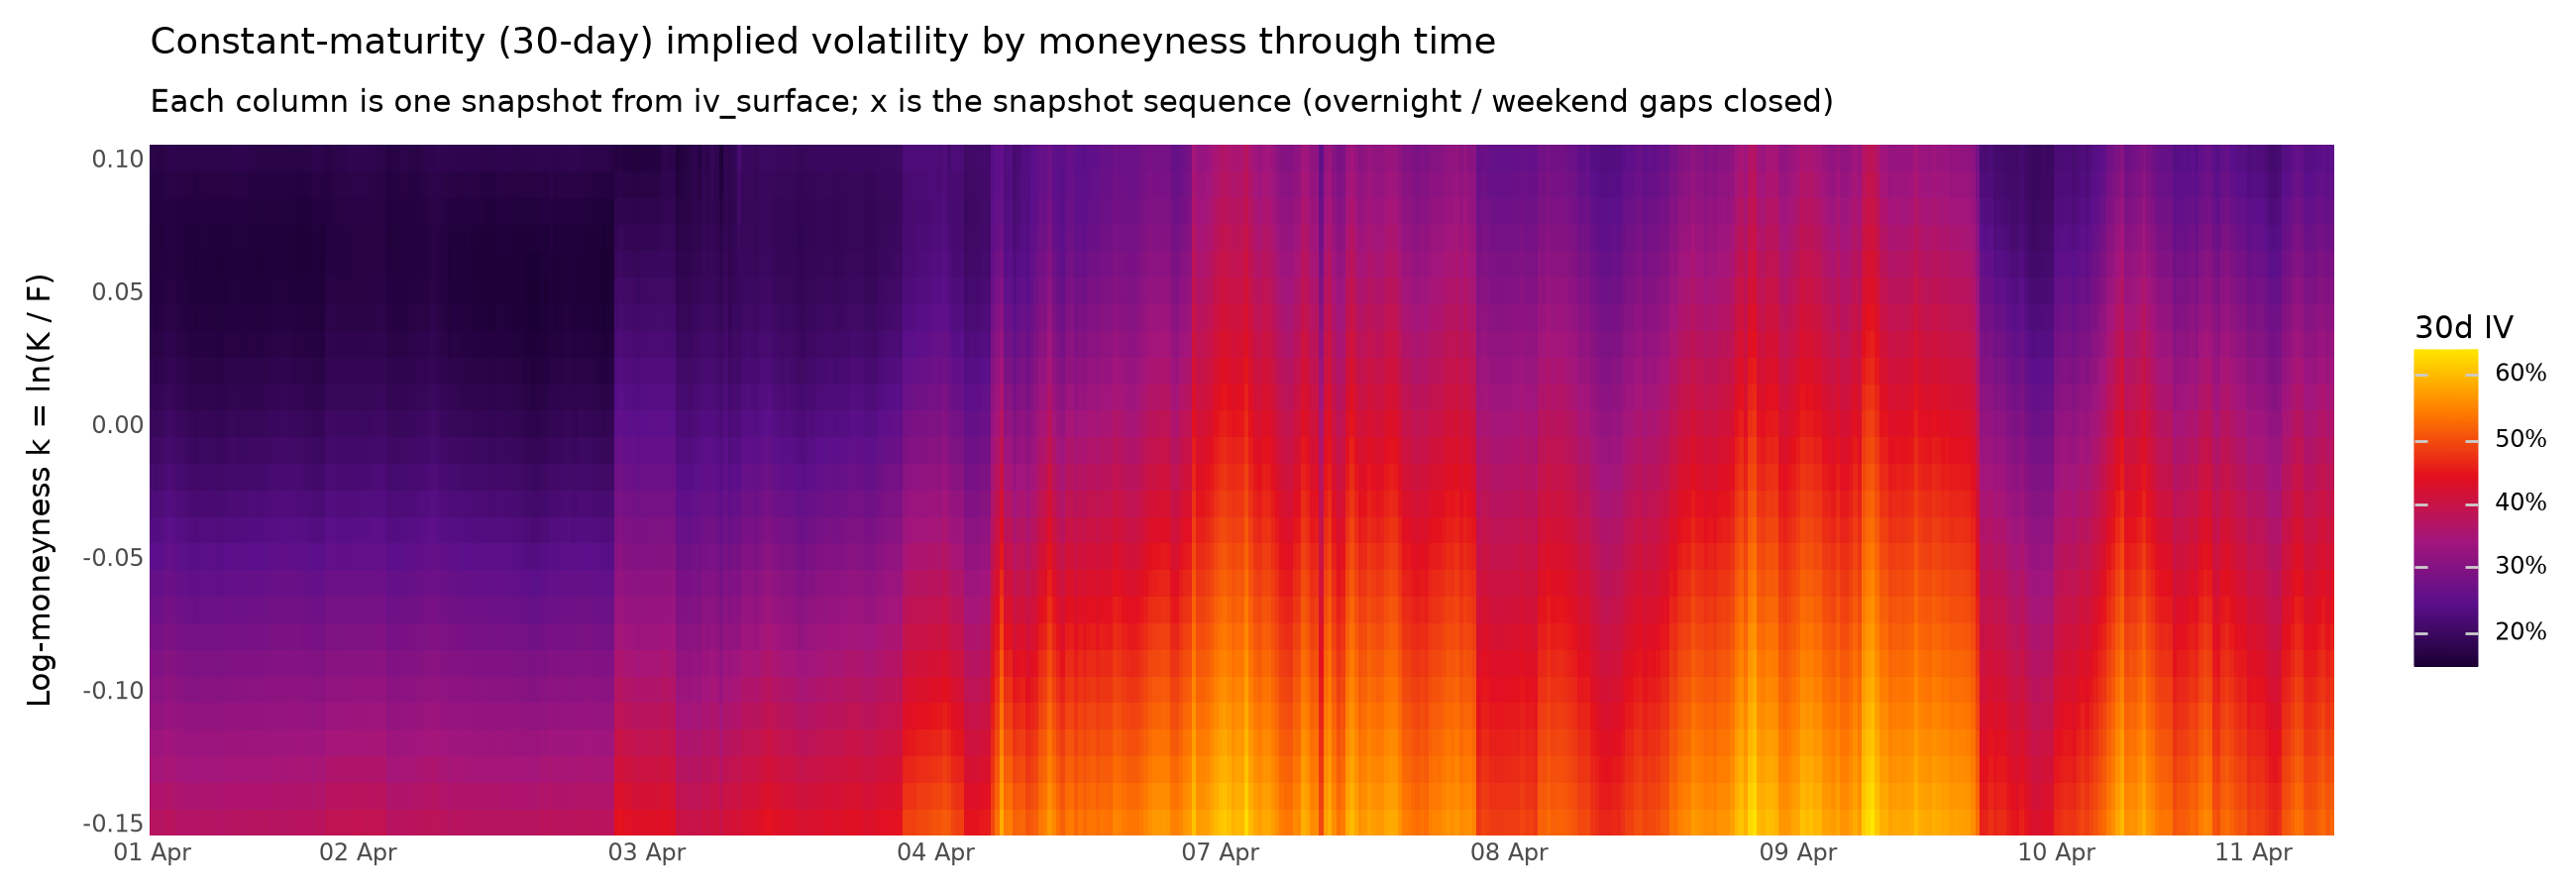 Constant-maturity (30-day) implied volatility by moneyness through time
Each column is one snapshot from iv_surface; x is the snapshot sequence (overnight / weekend gaps closed)
Log-moneyness k = ln(K / F)
0.10
0.05
0.00
-0.05
-0.10
-0.15
01 Apr
02 Apr
03 Apr
04 Apr
07 Apr
08 Apr
09 Apr
10 Apr
11 Apr
30d IV
60%
50%
40%
30%
20%